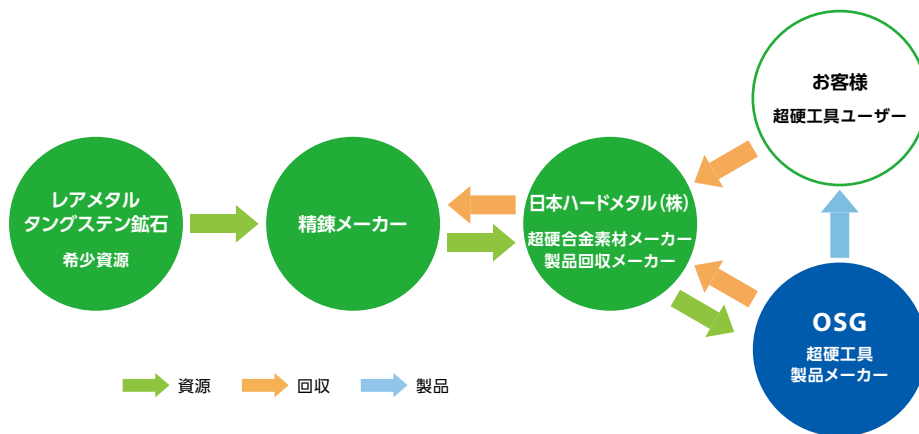 レアメタル
タングステン鉱石
希少資源
精錬メーカー
日本ハードメタル(株)
超硬合金素材メーカー
製品回収メーカー
お客様
超硬工具ユーザー
OSG
超硬工具
製品メーカー
資源
回収
製品